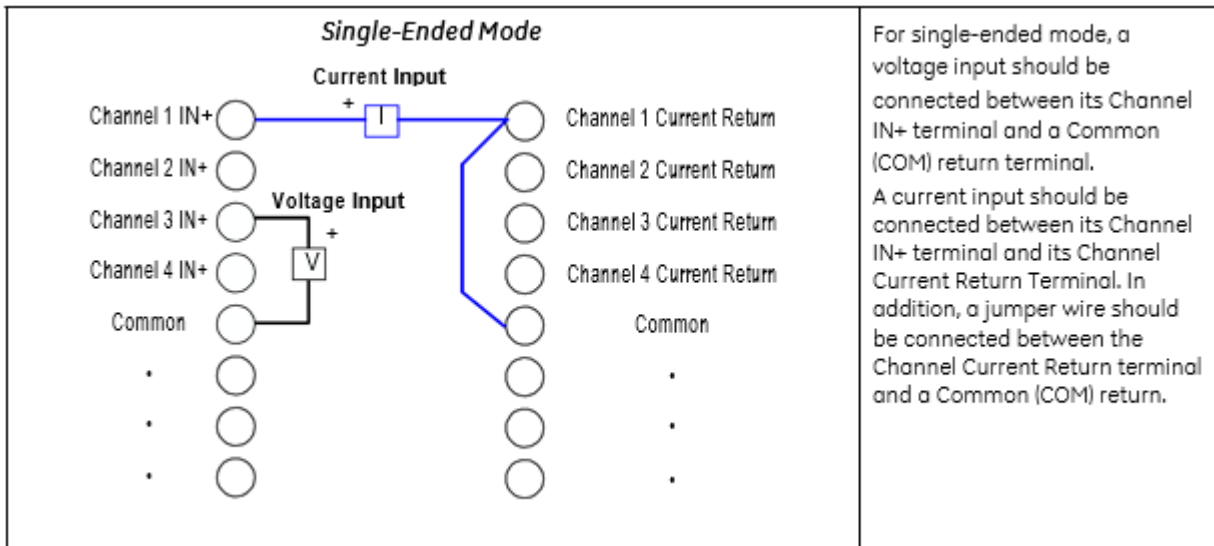 Single-Ended Mode
Current Input
+
I
Channel 1 IN+
Channel 1 Current Return
Channel 2 IN+
Channel 2 Current Return
Voltage Input
Channel 3 IN+
Channel 3 Current Return
+
V
Channel 4 IN+
Channel 4 Current Return
Common
Common
•
•
•
•
•
•
For single-ended mode, a
voltage input should be
connected between its Channel
IN+ terminal and a Common
(COM) return terminal.
A current input should be
connected between its Channel
IN+ terminal and its Channel
Current Return Terminal. In
addition, a jumper wire should
be connected between the
Channel Current Return terminal
and a Common (COM) return.